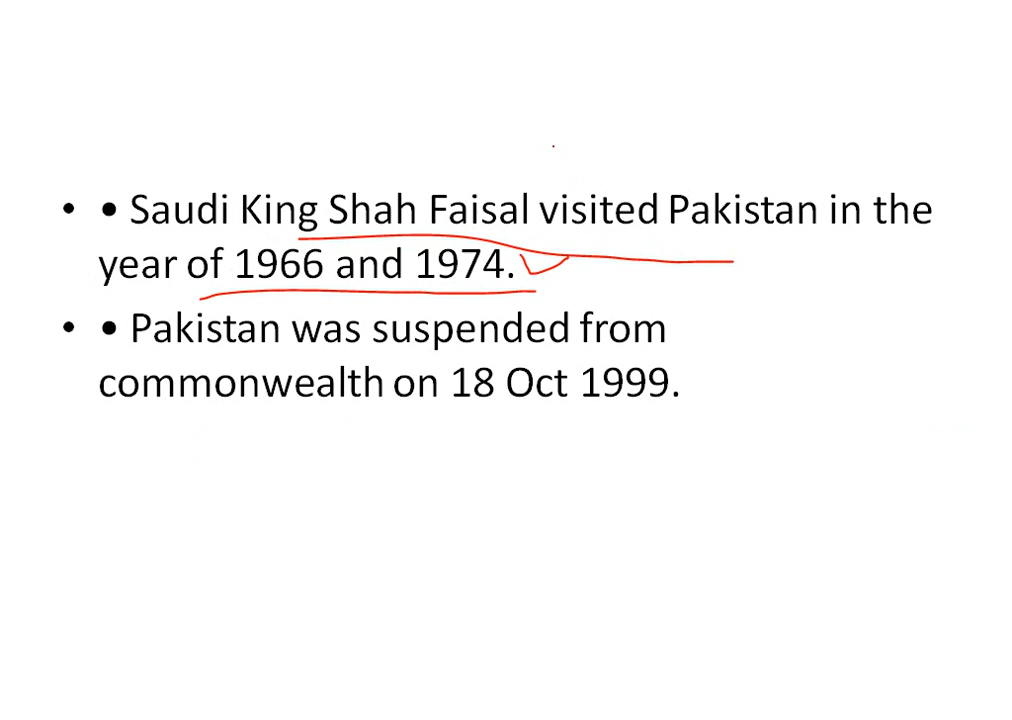 • • Saudi King Shah Faisal visited Pakistan in the
year of 1966 and 1974.
• • Pakistan was suspended from
commonwealth on 18 Oct 1999.